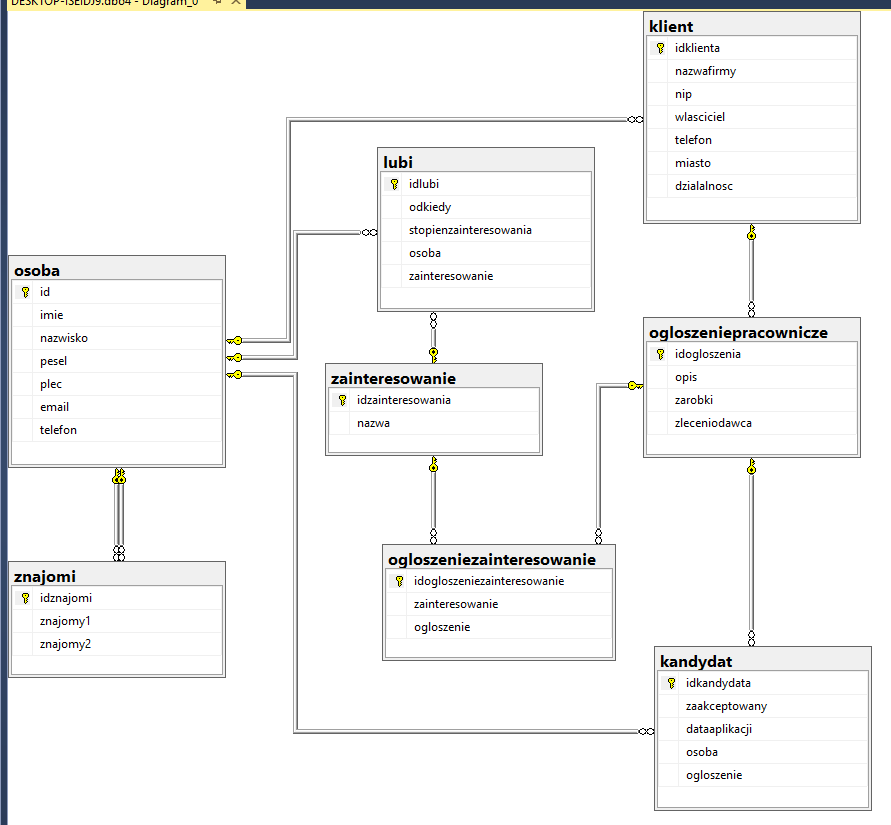 DESKTOP-ISEIDJ9.dbo4 - Diagram_0
klient
idklienta
nazwafirmy
nip
wlasciciel
telefon
miasto
dzialalnosc
lubi
idlubi
odkiedy
stopienzainteresowania
osoba
zainteresowanie
osoba
id
imie
nazwisko
pesel
plec
email
telefon
ogloszeniepracownicze
idogloszenia
opis
zarobki
zleceniodawca
zainteresowanie
idzainteresowania
nazwa
ogloszeniezainteresowanie
idogloszeniezainteresowanie
zainteresowanie
ogloszenie
znajomi
idznajomi
znajomy1
znajomy2
kandydat
idkandydata
zaakceptowany
dataaplikacji
osoba
ogloszenie